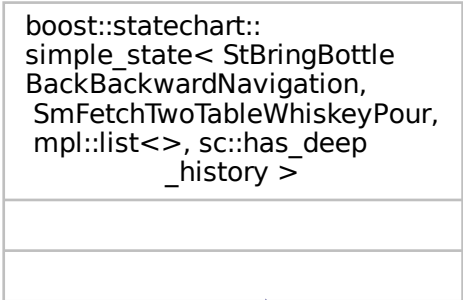 boost::statechart::
simple_state< StBringBottle
BackBackwardNavigation,
SmFetchTwoTableWhiskeyPour,
mpl::list<>, sc::has_deep
_history >